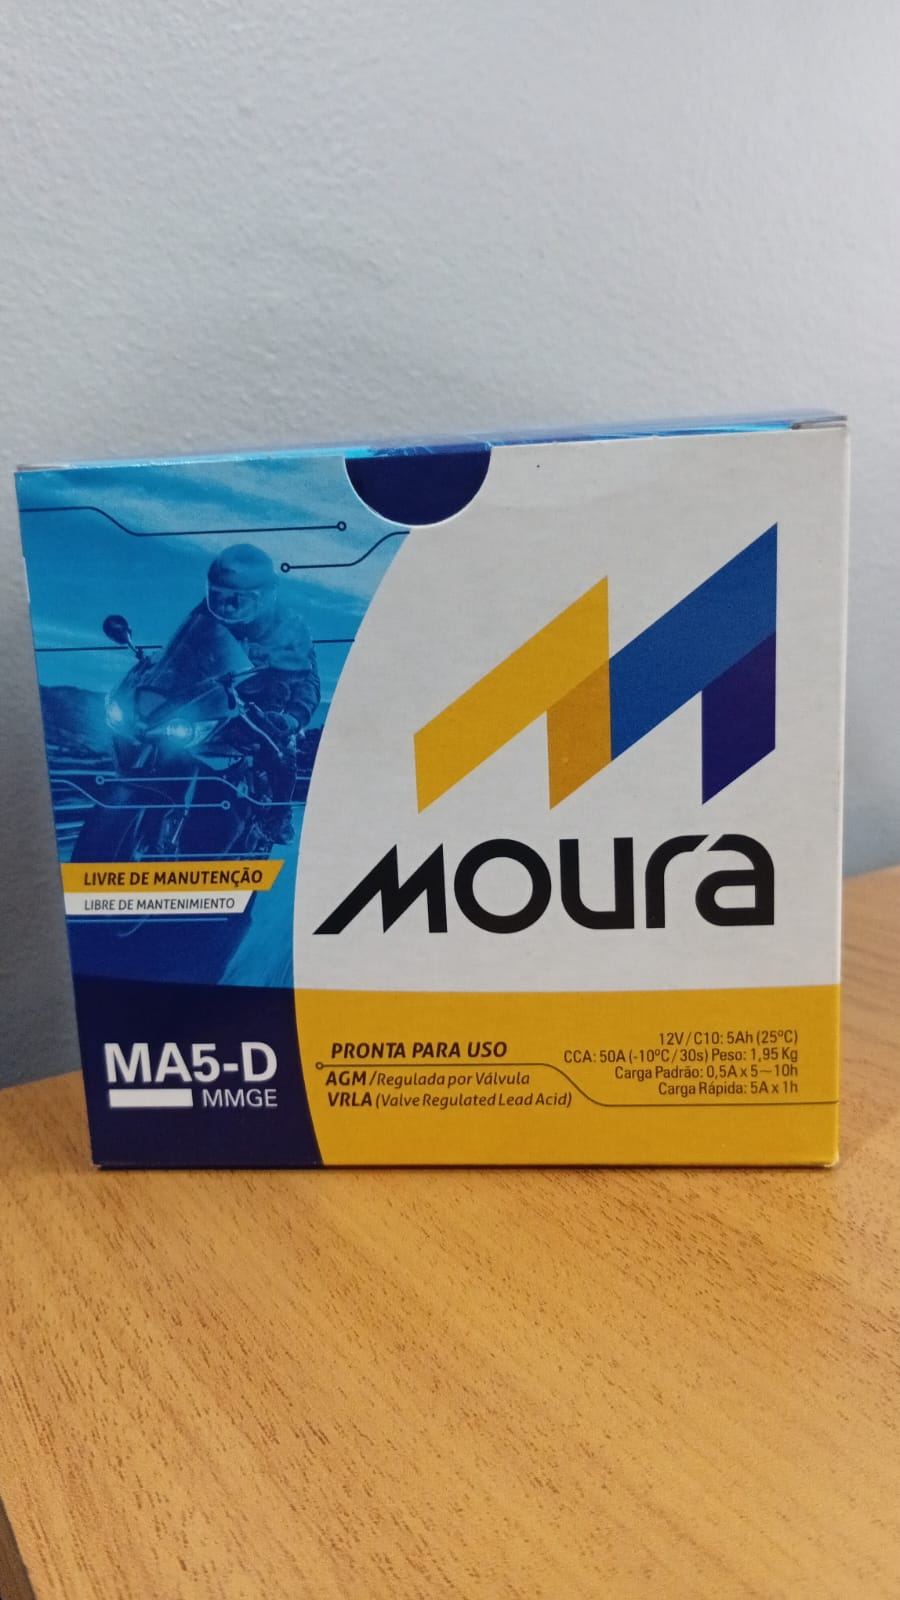 moura
LIVRE DE MANUTENÇÃO
LIBRE DE MANTENIMIENTO
MA5-D
MMGE
PRONTA PARA USO
AGM / Regulada por Válvula
VRLA (Valve Regulated Lead Acid)
12V / C10: 5Ah (25ºC)
CCA: 50A (-10ºC / 30s) Peso: 1,95 Kg
Carga Padrão: 0,5A x 5~10h
Carga Rápida: 5A x 1h